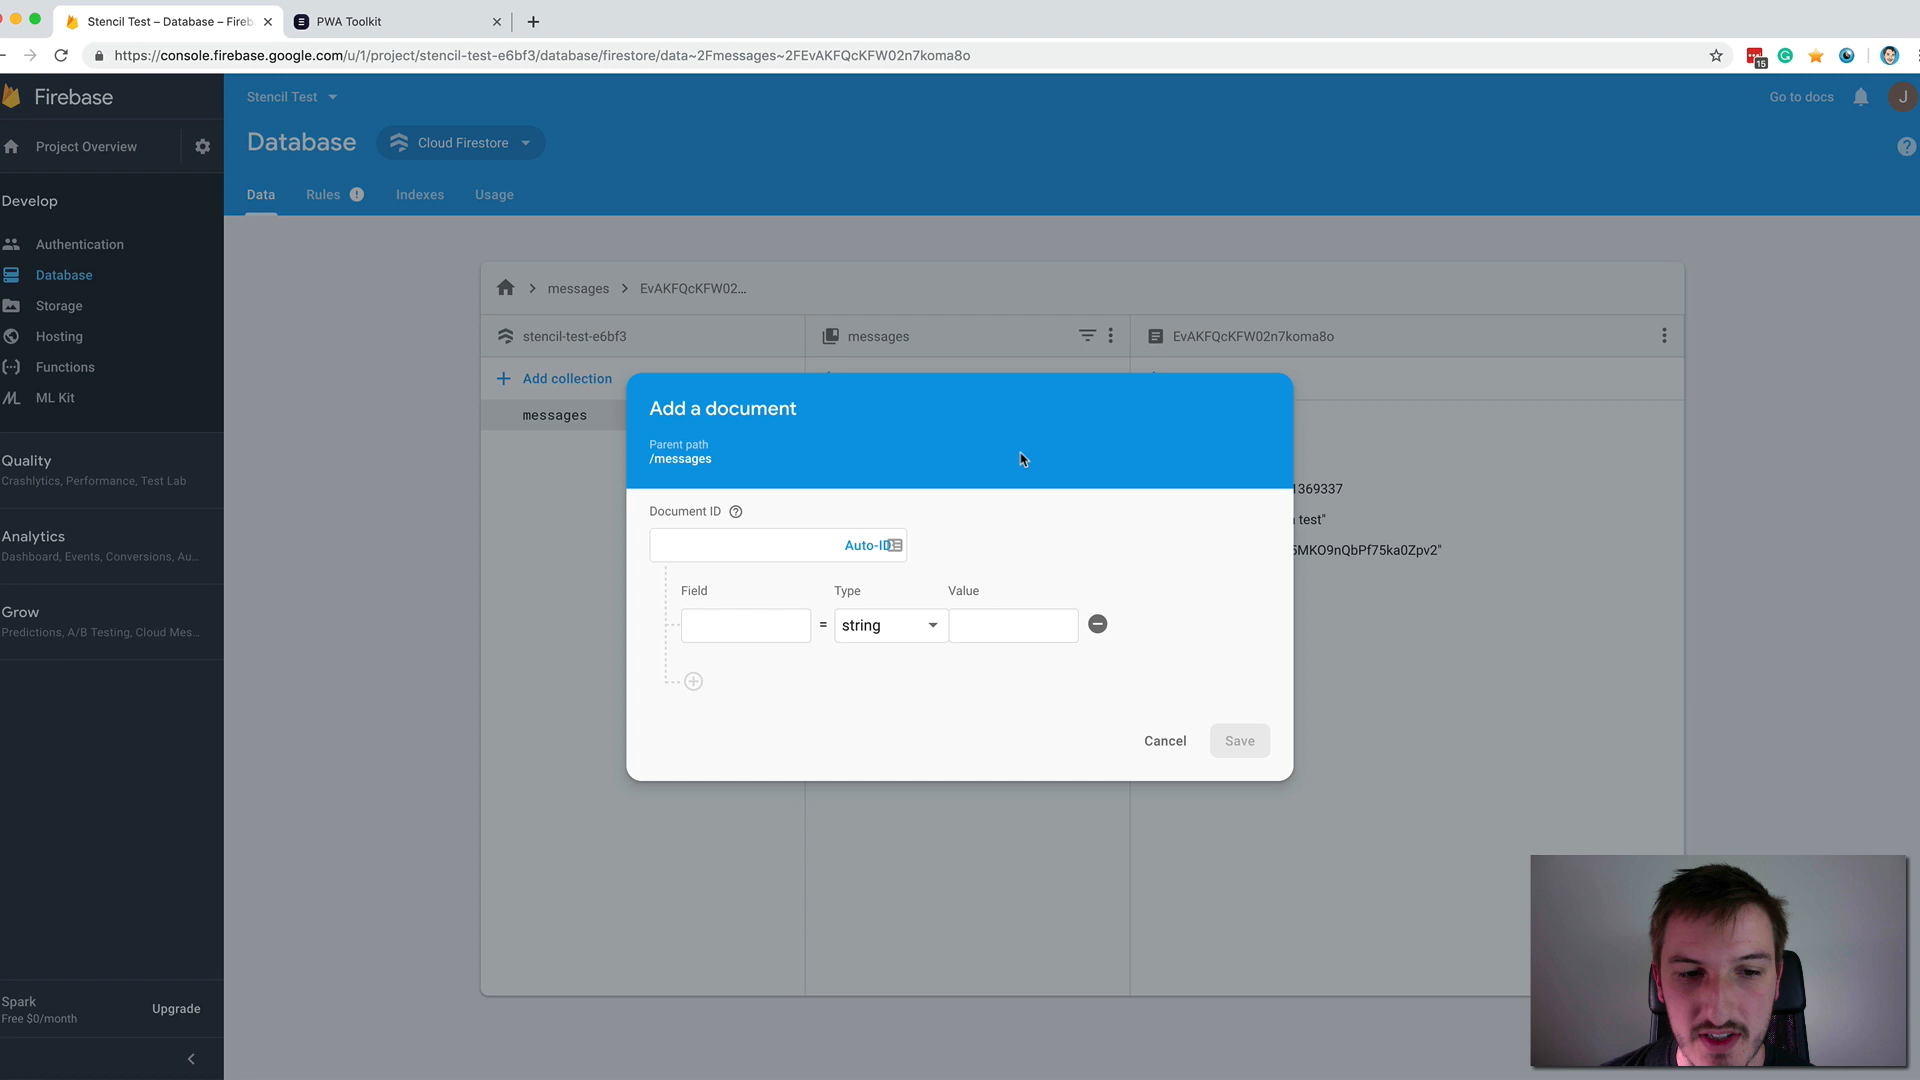 Stencil Test – Database – Fireb
PWA Toolkit
https://console.firebase.google.com/u/1/project/stencil-test-e6bf3/database/firestore/data~2Fmessages~2FEvAKFQcKFW02n7koma8o
15
Firebase
Stencil Test
Go to docs
J
Project Overview
Database
Cloud Firestore
Data
Rules
Indexes
Usage
Develop
Authentication
Database
Storage
Hosting
Functions
ML Kit
Quality
Crashlytics, Performance, Test Lab
Analytics
Dashboard, Events, Conversions, Au...
Grow
Predictions, A/B Testing, Cloud Mes...
Spark
Free $0/month
Upgrade
messages
EvAKFQcKFW02...
stencil-test-e6bf3
messages
EvAKFQcKFW02n7koma8o
Add collection
messages
1369337
test"
5MKO9nQbPf75ka0Zpv2"
Add a document
Parent path
/messages
Document ID
Auto-ID
Field
Type
Value
=
string
Cancel
Save